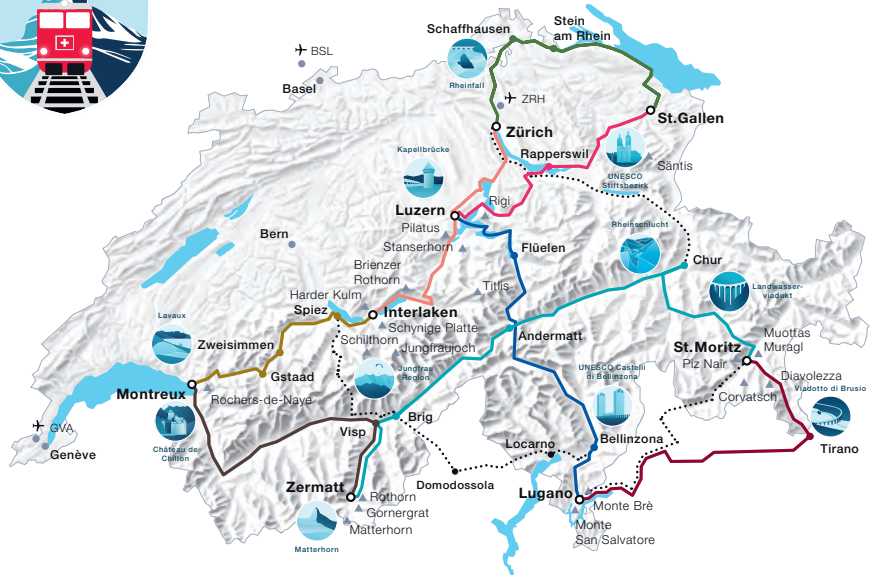 Schaffhausen
Stein
am Rhein
BSL
Rheinfall
Basel
ZRH
Zürich
St.Gallen
Kapellbrücke
Rapperswil
Säntis
UNESCO
Stiftsbezirk
Rigi
Luzern
Pilatus
Rheinschlucht
Bern
Stanserhorn
Flüelen
Chur
Brienzer
Rothorn
Titlis
Landwasser-
viadukt
Harder Kulm
Spiez
Interlaken
Lavaux
Schynige Platte
Andermatt
Muottas
Muragl
Zweisimmen
Schilthorn
Jungfraujoch
St.Moritz
Piz Nair
Jungfrau
Region
UNESCO Castelli
di Bellinzona
Gstaad
Diavolezza
Montreux
Rochers-de-Naye
Corvatsch
Viadotto di Brusio
Brig
GVA
Visp
Château de
Chillon
Genève
Locarno
Bellinzona
Tirano
Domodossola
Zermatt
Rothorn
Lugano
Gornergrat
Monte Brè
Matterhorn
Monte
San Salvatore
Matterhorn